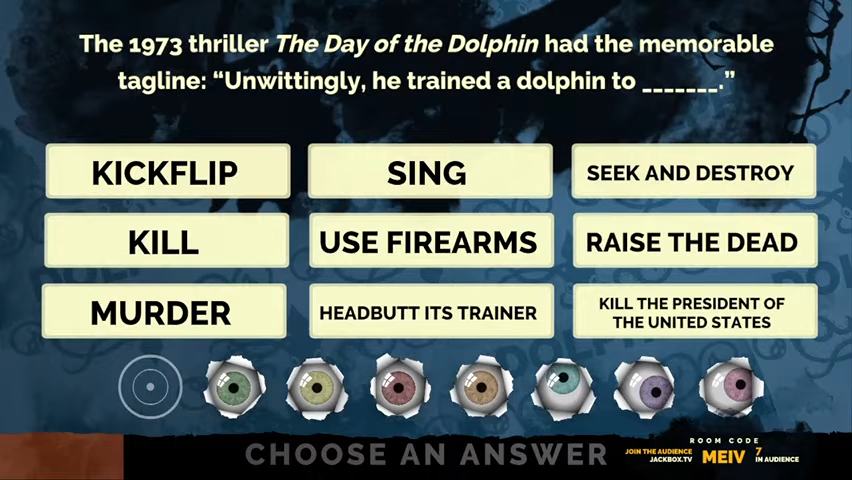 The 1973 thriller The Day of the Dolphin had the memorable
tagline: “Unwittingly, he trained a dolphin to _______.”
KICKFLIP
SING
SEEK AND DESTROY
KILL
USE FIREARMS
RAISE THE DEAD
MURDER
HEADBUTT ITS TRAINER
KILL THE PRESIDENT OF
THE UNITED STATES
CHOOSE AN ANSWER
JOIN THE AUDIENCE
JACKBOX.TV
ROOM CODE
MEIV
7
IN AUDIENCE